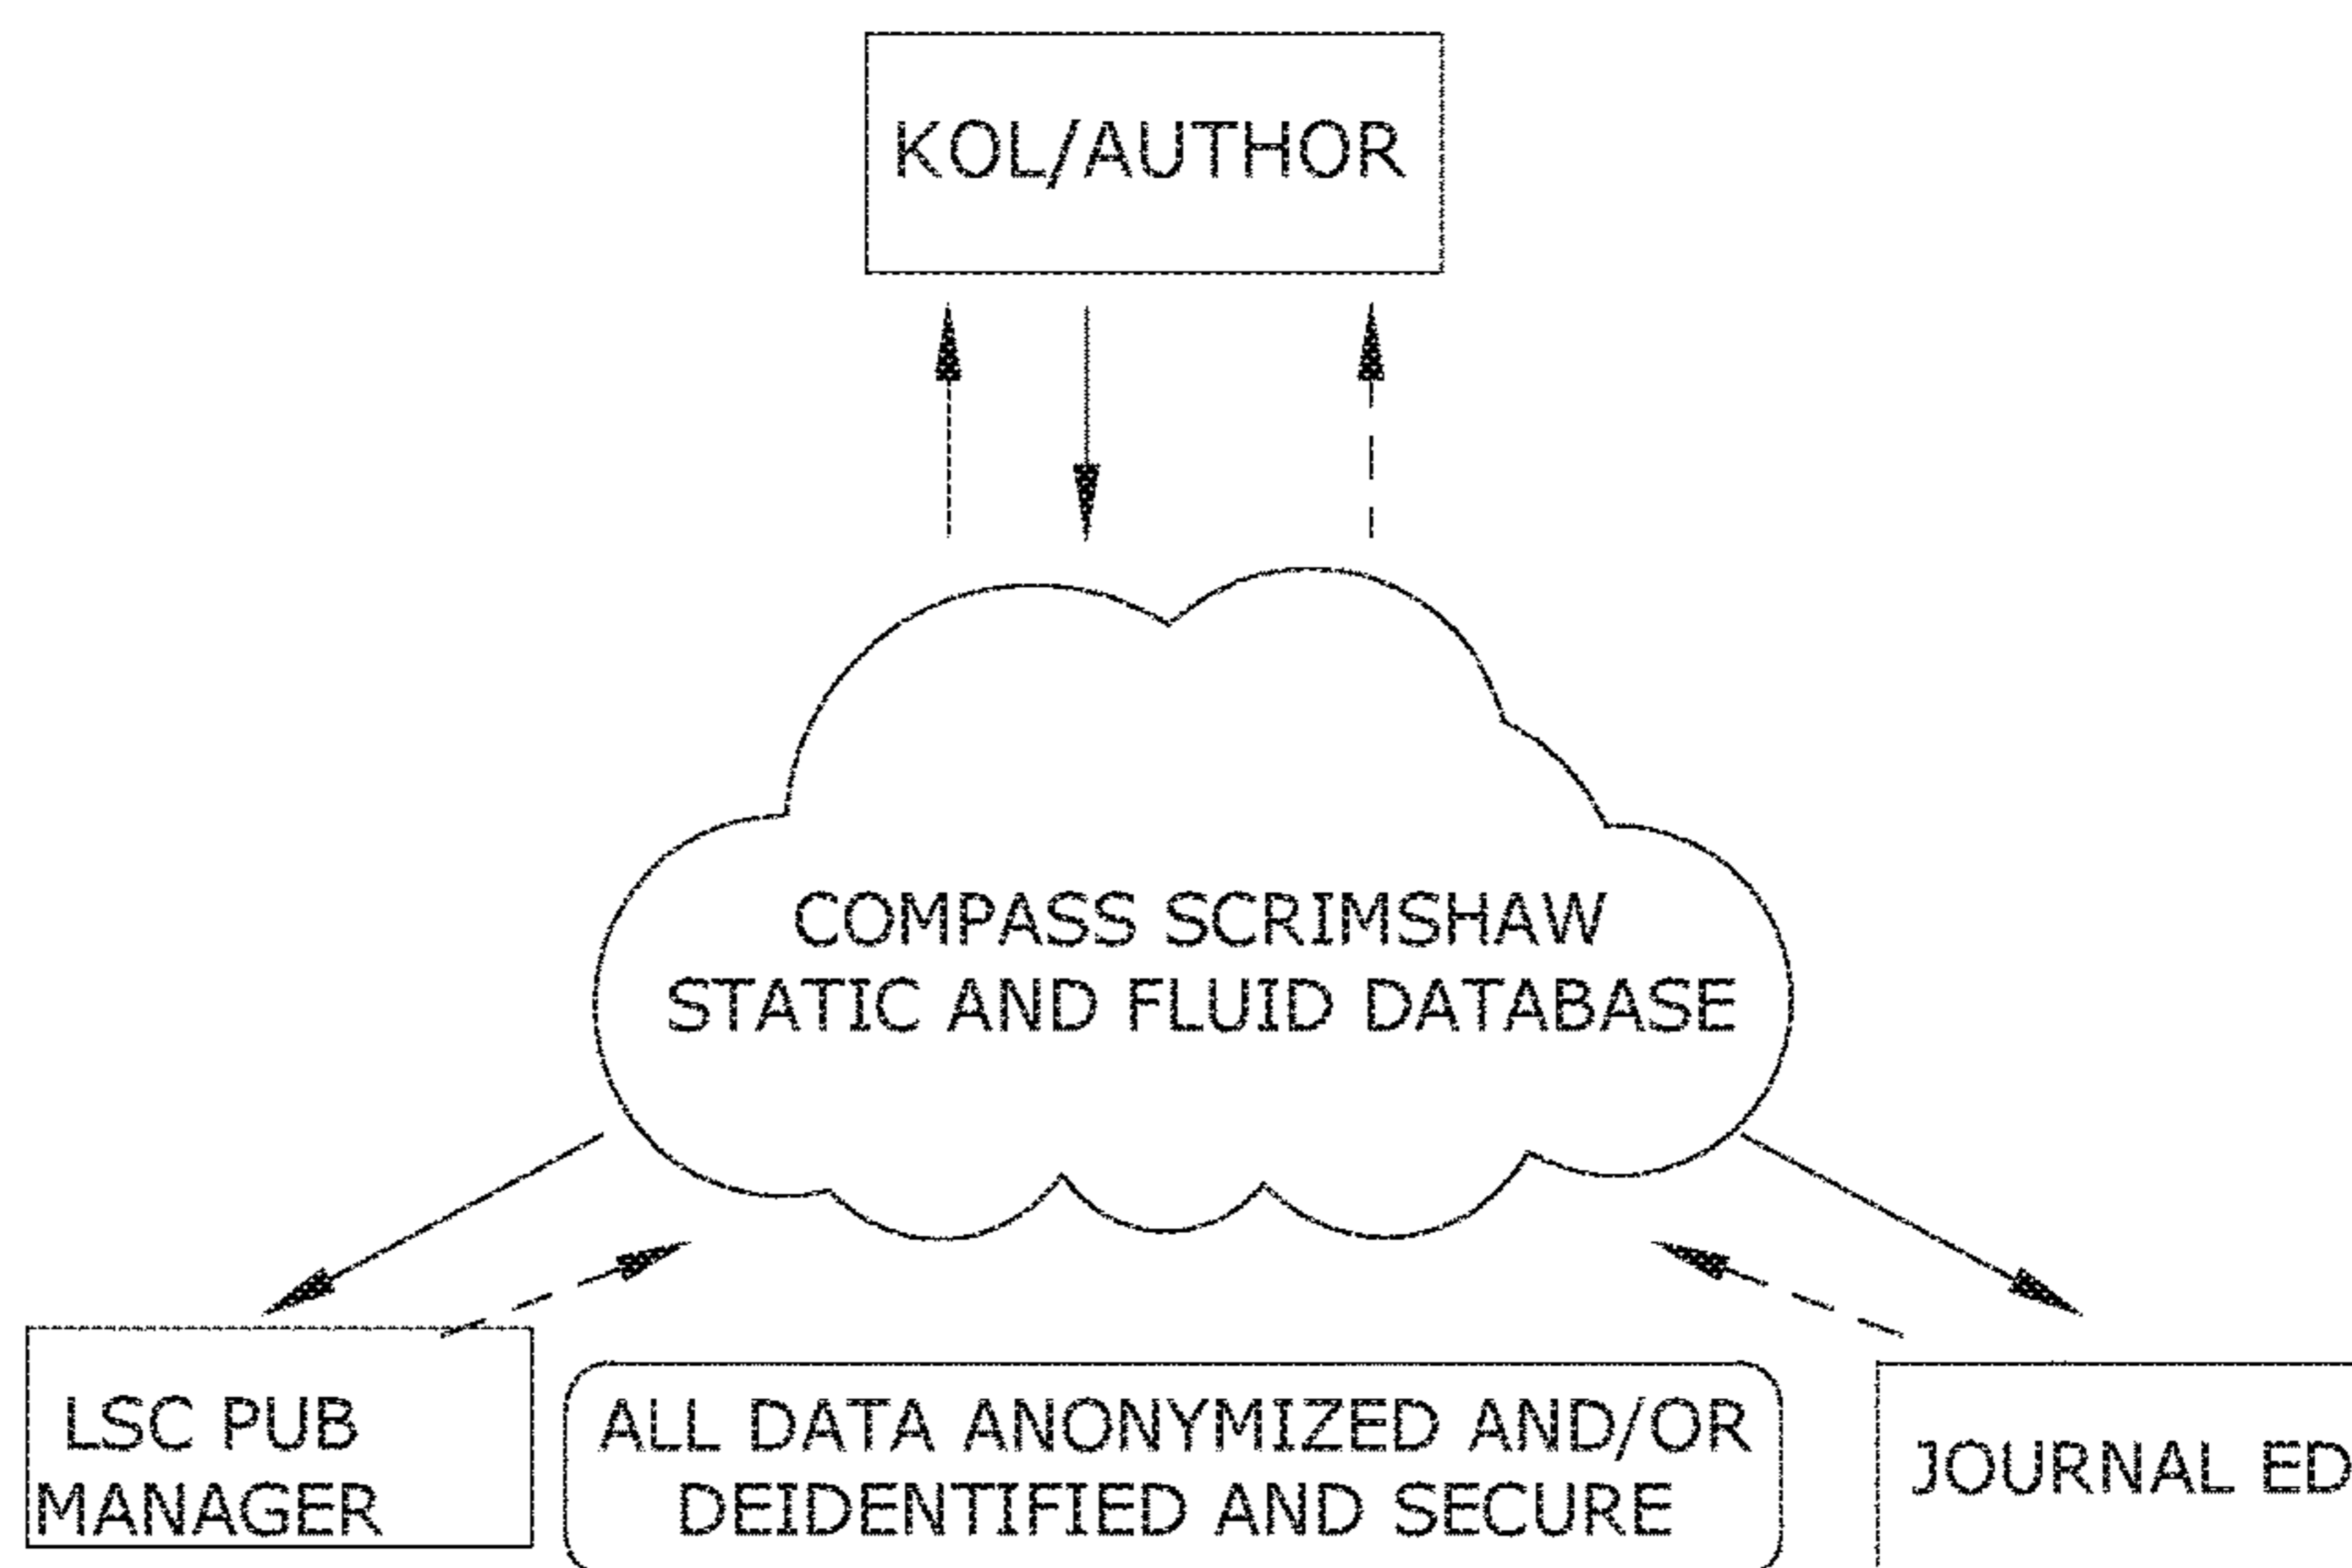 KOL/AUTHOR
COMPASS SCRIMSHAW
STATIC AND FLUID DATABASE
LSC PUB
MANAGER
ALL DATA ANONYMIZED AND/OR
DEIDENTIFIED AND SECURE
JOURNAL ED